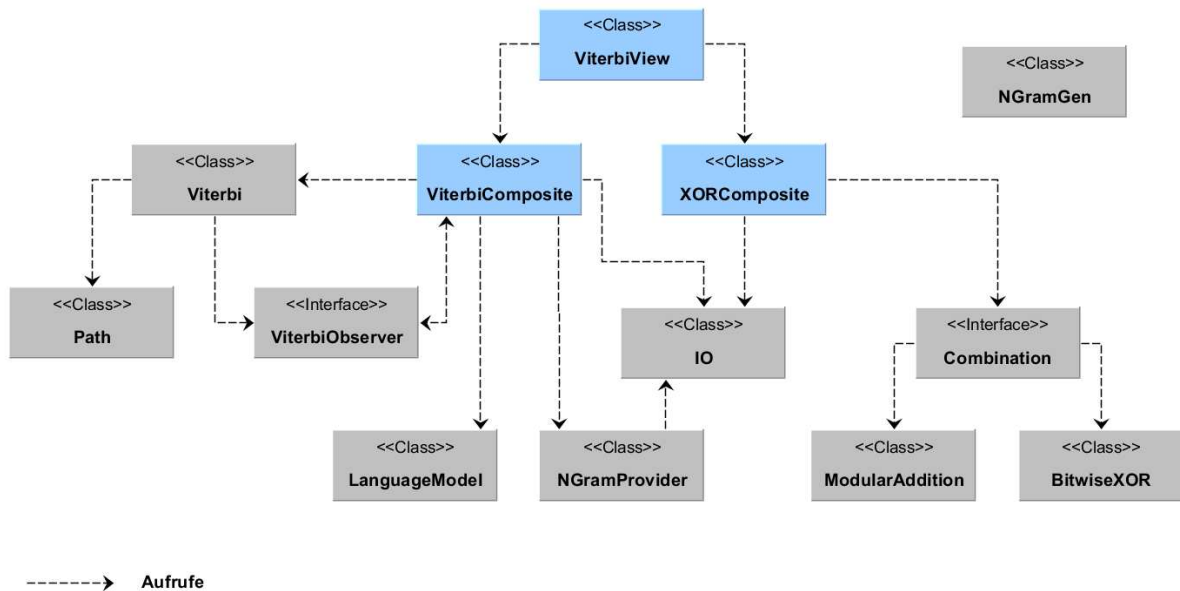 <<Class>>
ViterbiView
<<Class>>
NGramGen
<<Class>>
Viterbi
<<Class>>
ViterbiComposite
<<Class>>
XORComposite
<<Class>>
Path
<<Interface>>
ViterbiObserver
<<Class>>
IO
<<Interface>>
Combination
<<Class>>
LanguageModel
<<Class>>
NGramProvider
<<Class>>
ModularAddition
<<Class>>
BitwiseXOR
Aufrufe